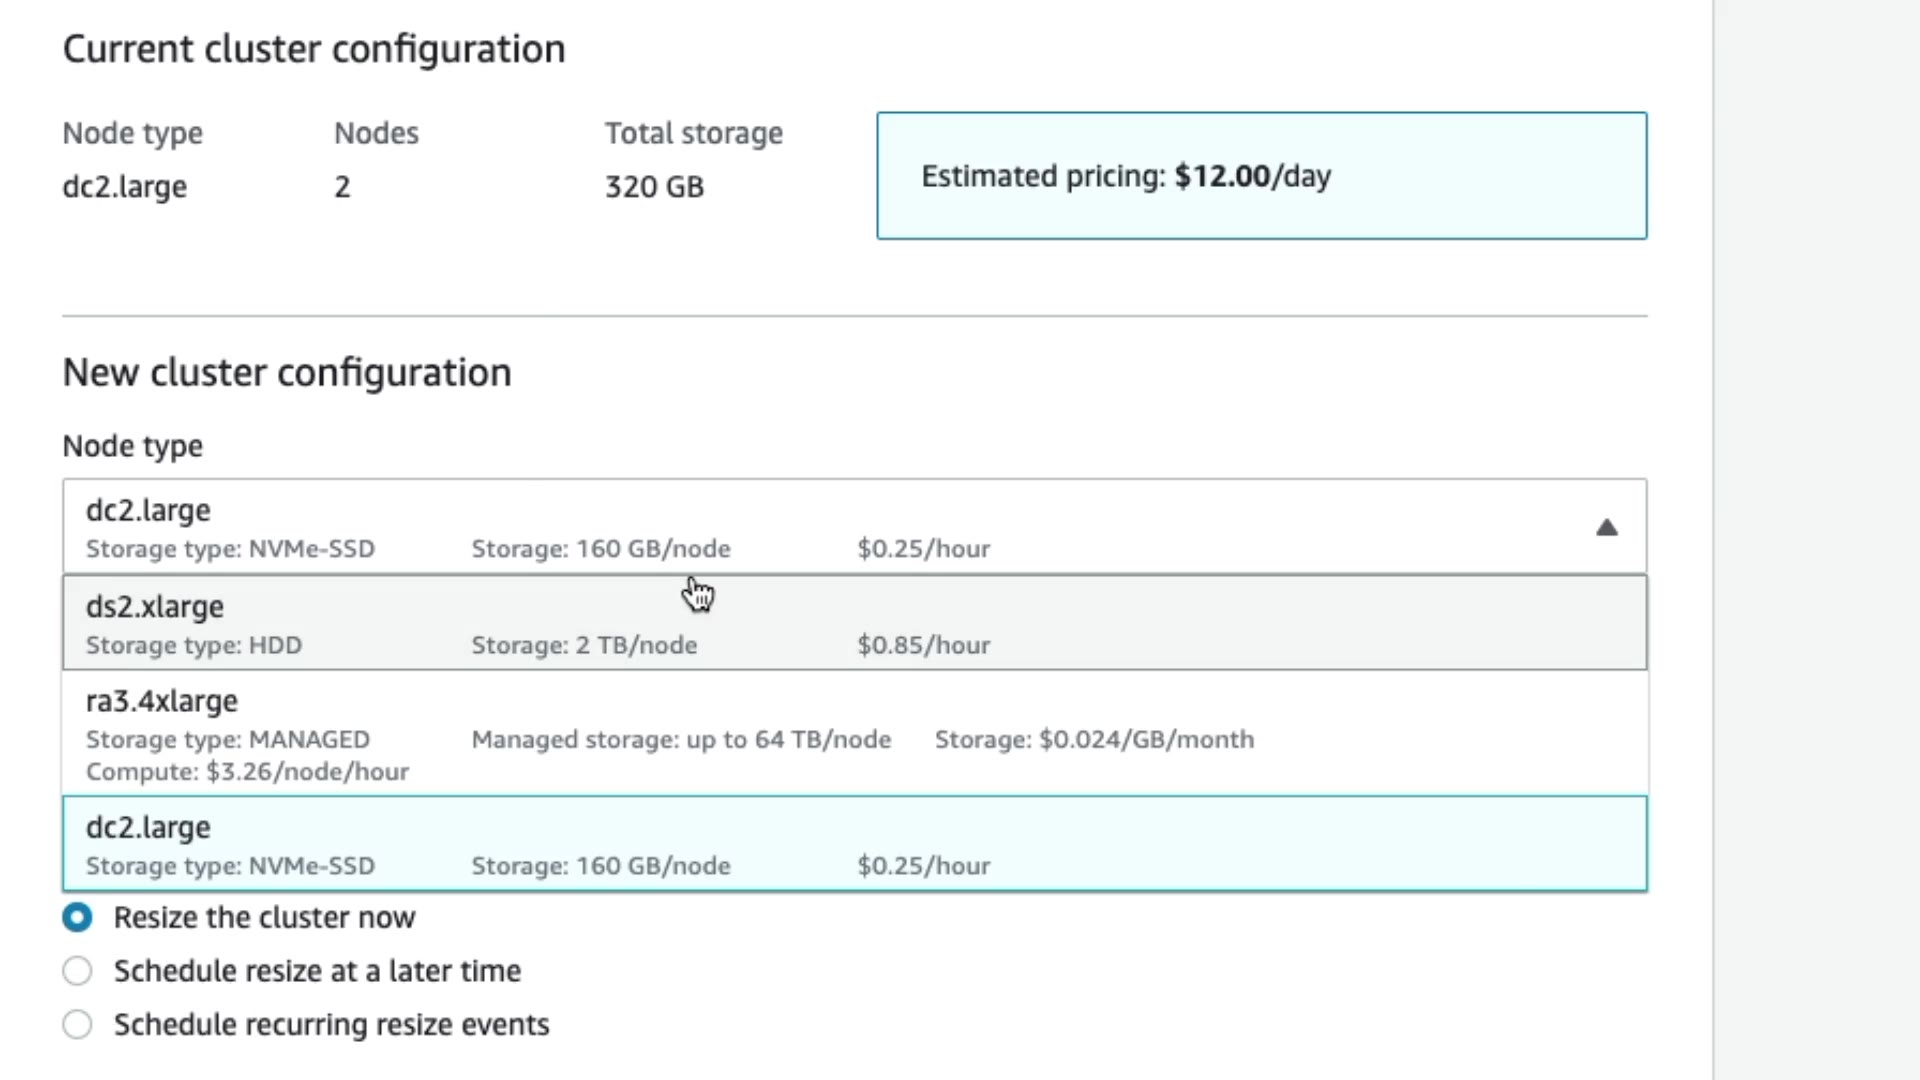 Current cluster configuration
Node type Nodes Total storage
dc2.large 2 320 GB
Estimated pricing: $12.00/day
New cluster configuration
Node type
dc2.large
Storage type: NVMe-SSD Storage: 160 GB/node $0.25/hour
ds2.xlarge
Storage type: HDD Storage: 2 TB/node $0.85/hour
ra3.4xlarge
Storage type: MANAGED Managed storage: up to 64 TB/node Storage: $0.024/GB/month
Compute: $3.26/node/hour
dc2.large
Storage type: NVMe-SSD Storage: 160 GB/node $0.25/hour
Resize the cluster now
Schedule resize at a later time
Schedule recurring resize events